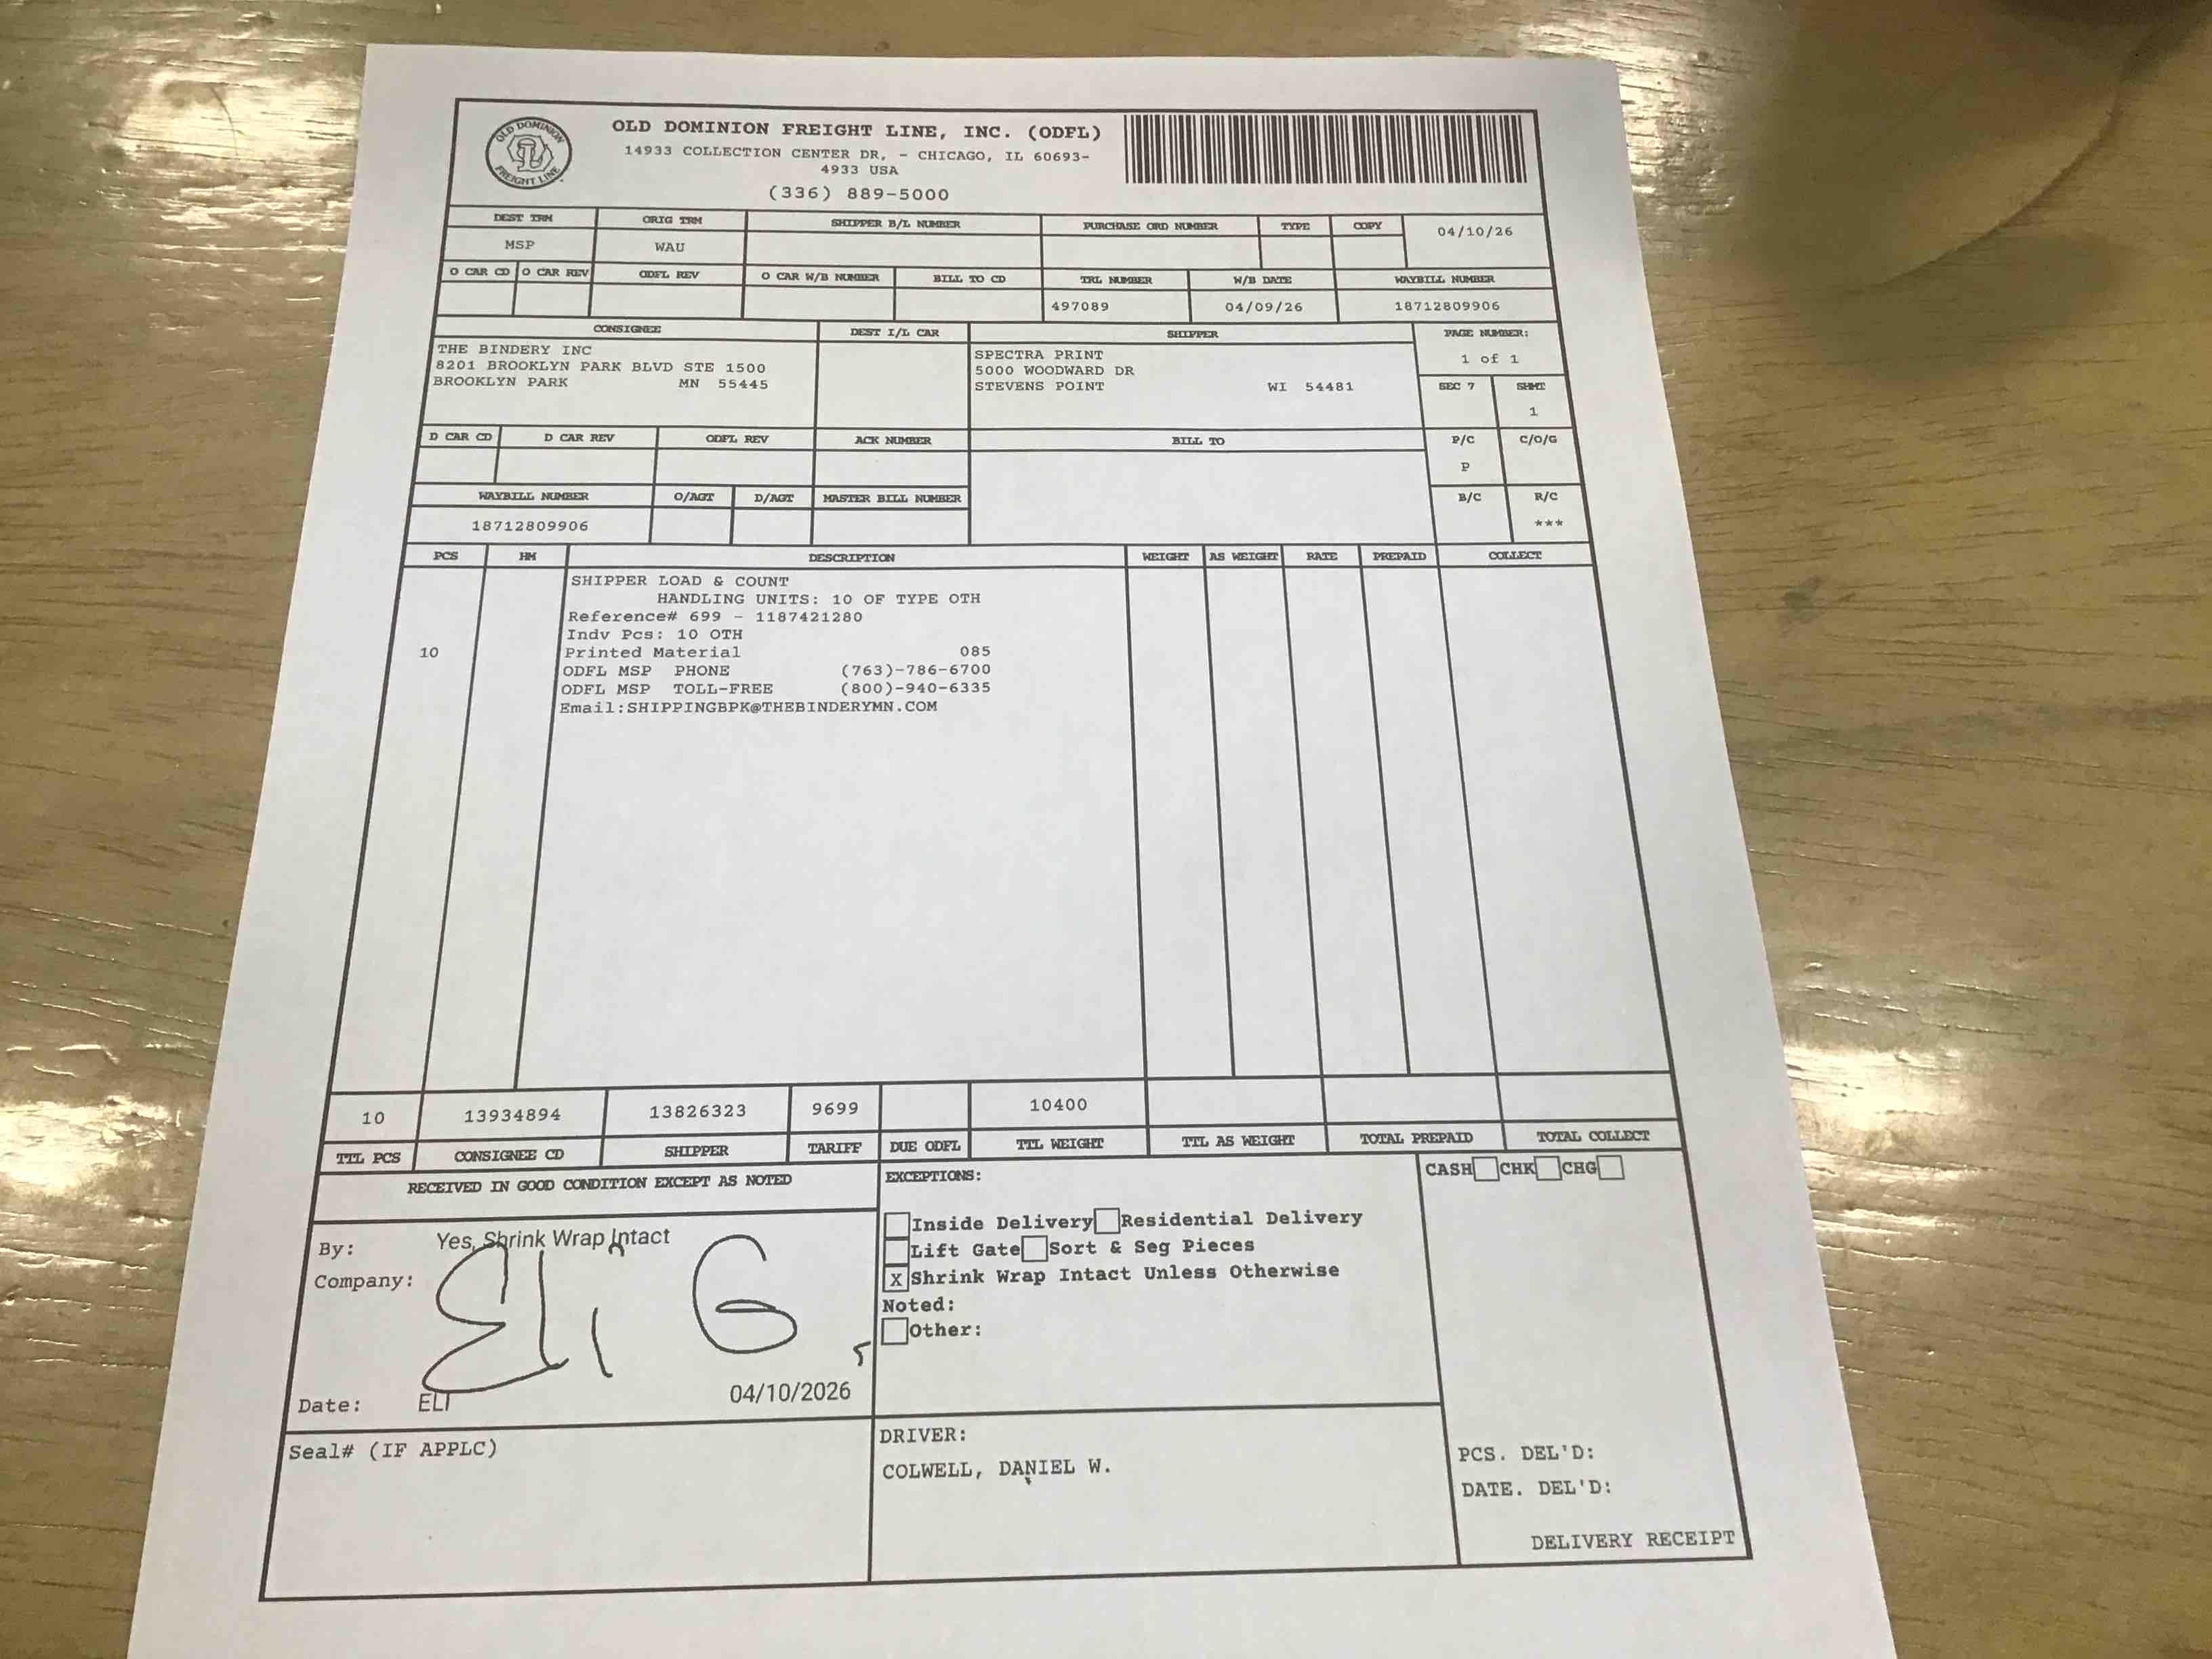 OLD DOMINION FREIGHT LINE
OLD DOMINION FREIGHT LINE, INC. (ODFL)
14933 COLLECTION CENTER DR, - CHICAGO, IL 60693-
4933 USA
(336) 889-5000
DEST TRM ORIG TRM SHIPPER B/L NUMBER PURCHASE ORD NUMBER TYPE COPY 04/10/26
MSP WAU
O CAR CD O CAR REV ODFL REV O CAR W/B NUMBER BILL TO CD TRL NUMBER W/B DATE WAYBILL NUMBER
497089 04/09/26 18712809906
CONSIGNEE DEST I/L CAR SHIPPER PAGE NUMBER:
THE BINDERY INC SPECTRA PRINT 1 of 1
8201 BROOKLYN PARK BLVD STE 1500 5000 WOODWARD DR
BROOKLYN PARK MN 55445 STEVENS POINT WI 54481 SEC 7 SHMT
1
D CAR CD D CAR REV ODFL REV ACK NUMBER BILL TO P/C C/O/G
P
WAYBILL NUMBER O/AGT D/AGT MASTER BILL NUMBER B/C R/C
18712809906 ***
PCS HM DESCRIPTION WEIGHT AS WEIGHT RATE PREPAID COLLECT
SHIPPER LOAD & COUNT
HANDLING UNITS: 10 OF TYPE OTH
Reference# 699 - 1187421280
Indv Pcs: 10 OTH
10 Printed Material 085
ODFL MSP PHONE (763)-786-6700
ODFL MSP TOLL-FREE (800)-940-6335
Email:SHIPPINGBPK@THEBINDERYMN.COM
10 13934894 13826323 9699 10400
TTL PCS CONSIGNEE CD SHIPPER TARIFF DUE ODFL TTL WEIGHT TTL AS WEIGHT TOTAL PREPAID TOTAL COLLECT
RECEIVED IN GOOD CONDITION EXCEPT AS NOTED
By: Yes, Shrink Wrap Intact
Company: Eli G
Date: ELI 04/10/2026
Seal# (IF APPLC)
EXCEPTIONS:
Inside Delivery Residential Delivery
Lift Gate Sort & Seg Pieces
X Shrink Wrap Intact Unless Otherwise
Noted:
Other:
DRIVER:
COLWELL, DANIEL W.
CASH CHK CHG
PCS. DEL'D:
DATE. DEL'D:
DELIVERY RECEIPT